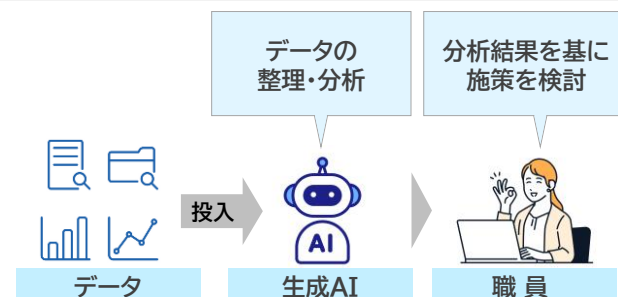 データの
整理・分析
分析結果を基に
施策を検討
投入
AI
データ
生成AI
職 員